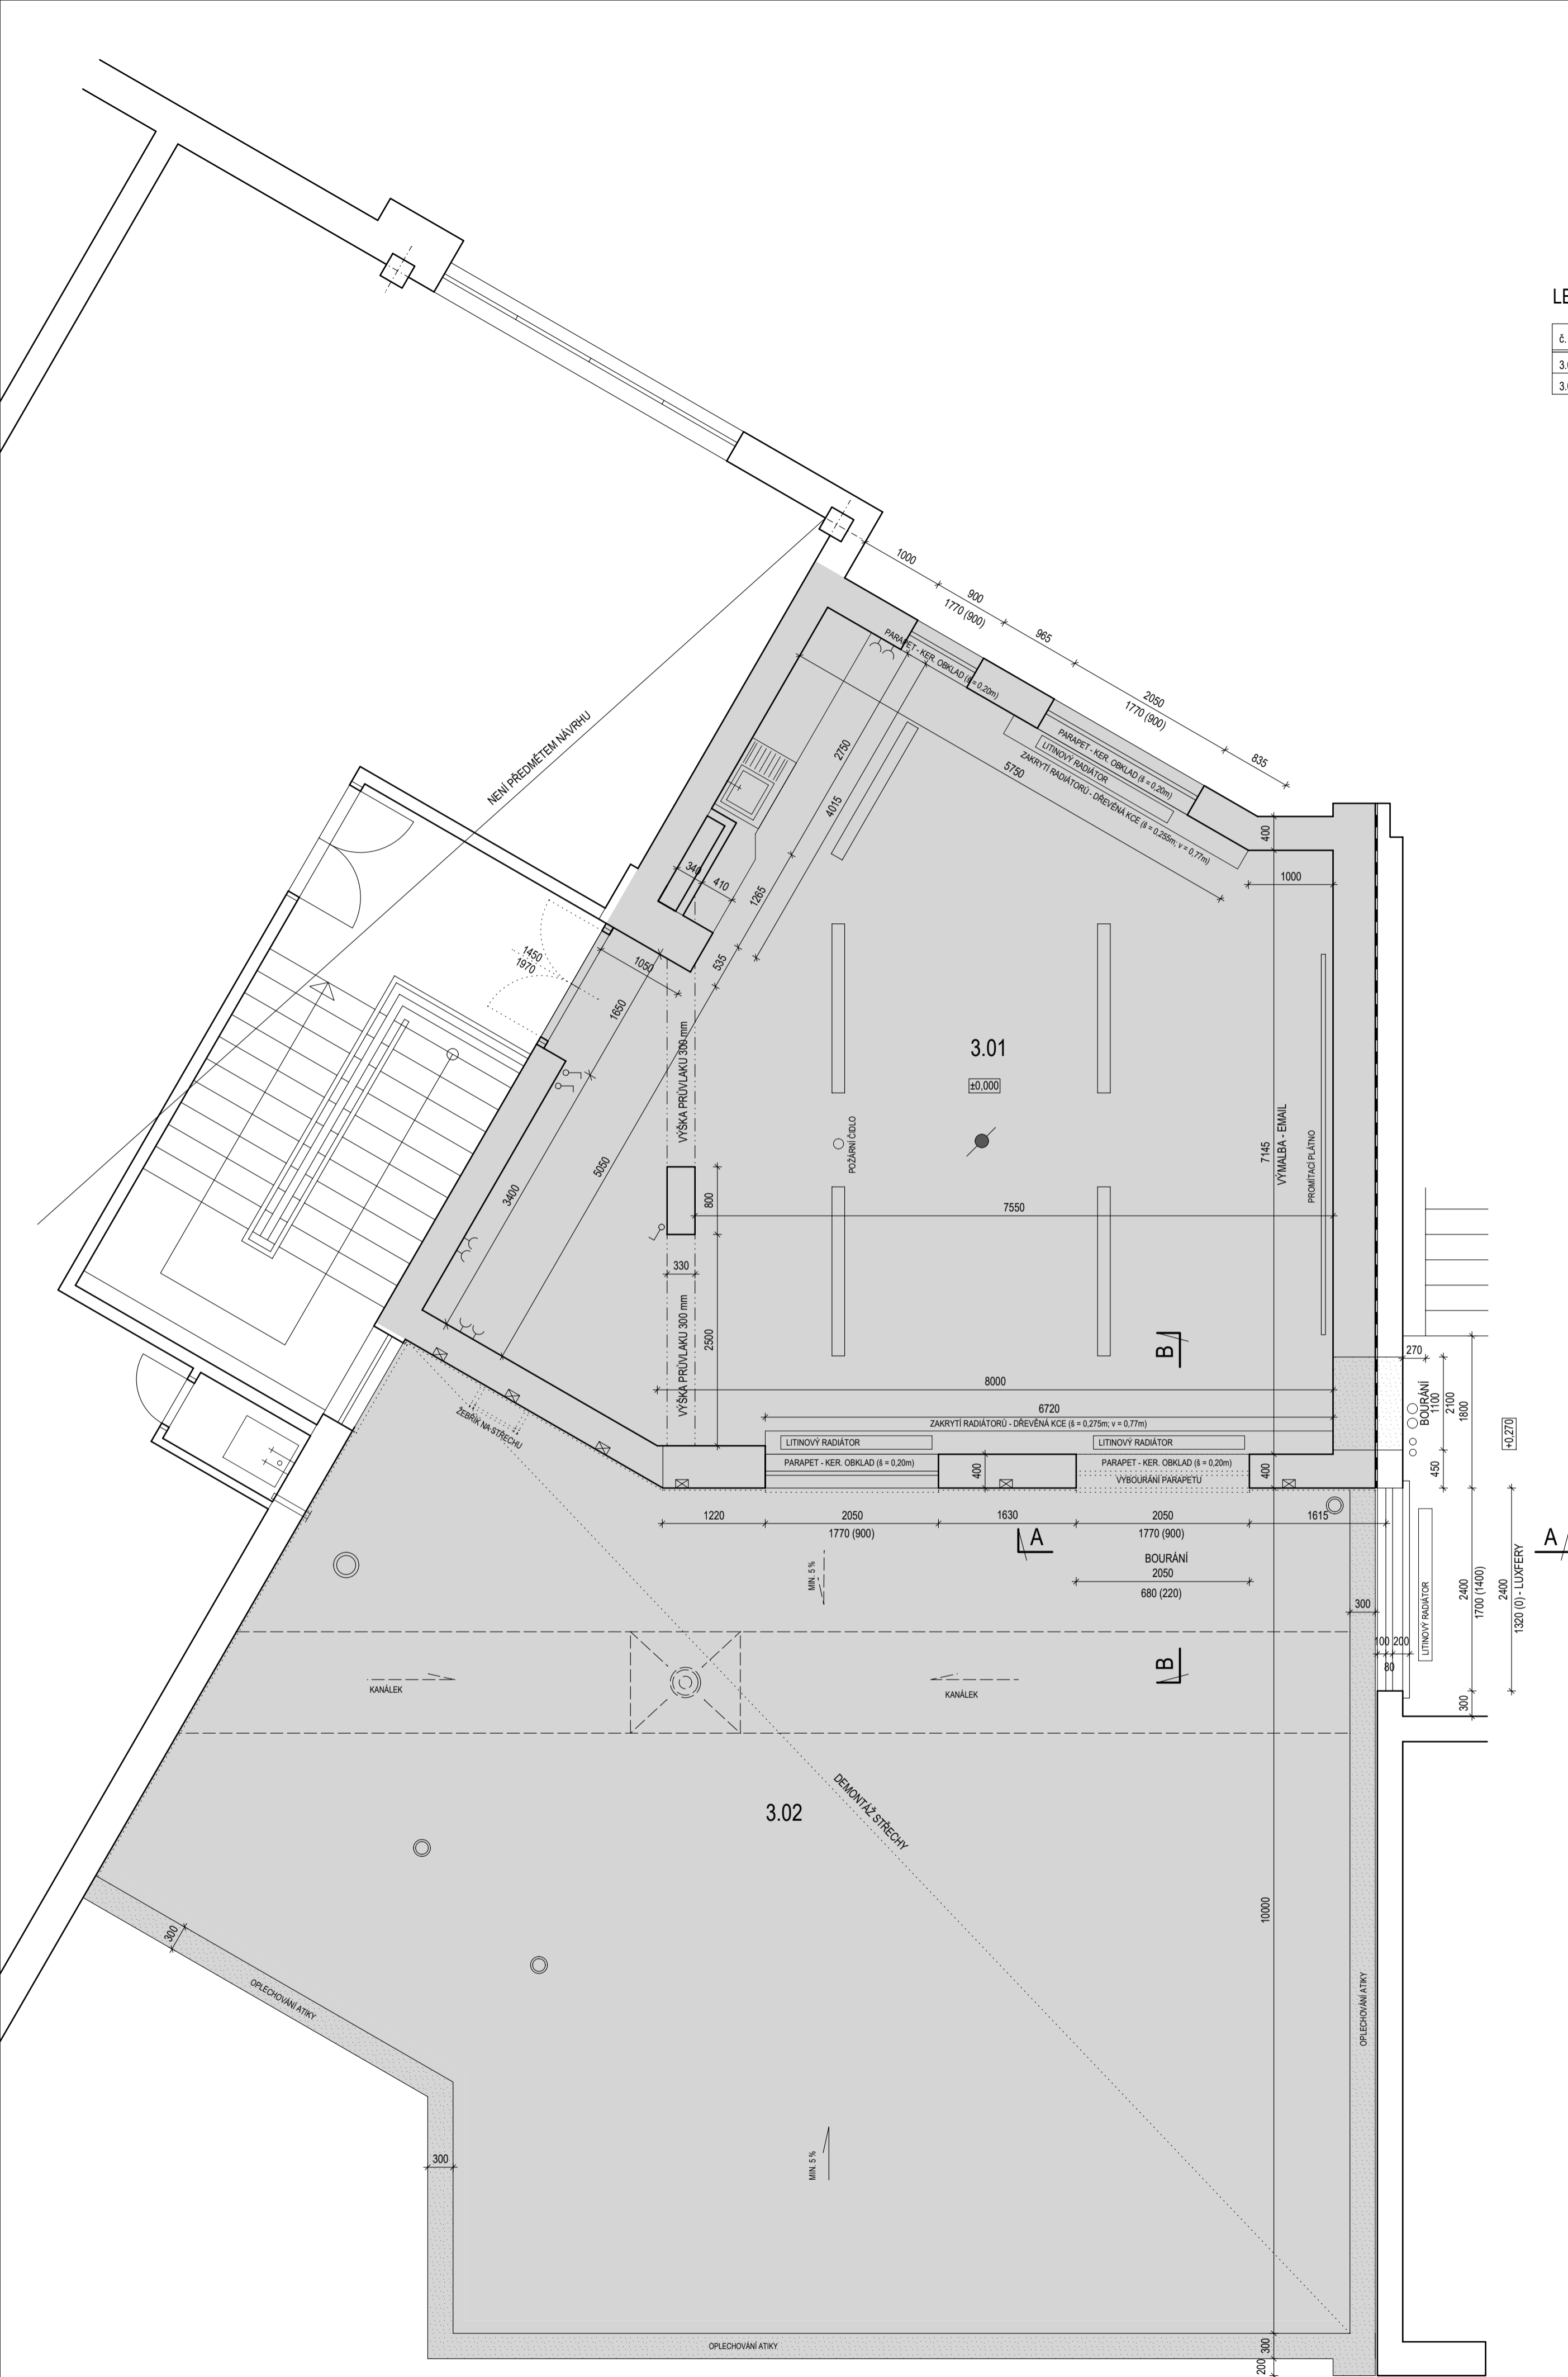 LE
č.
3.0
3.0
1000
900
1770 (900)
965
2050
1770 (900)
835
PARAPET - KER. OBKLAD (š = 0,20m)
PARAPET - KER. OBKLAD (š = 0,20m)
LITINOVÝ RADIÁTOR
ZAKRYTÍ RADIÁTORŮ - DŘEVĚNÁ KCE (š = 0,255m; v = 0,77m)
NENÍ PŘEDMĚTEM NÁVRHU
2750
5750
4015
400
340
410
1265
1000
1450
1970
1050
535
1650
VÝŠKA PRŮVLAKU 300 mm
3.01
±0,000
POŽÁRNÍ ČIDLO
7145
VÝMALBA - EMAIL
PROMÍTACÍ PLÁTNO
5050
3400
800
7550
330
VÝŠKA PRŮVLAKU 300 mm
2500
B
270
8000
BOURÁNÍ
1100
2100
1800
6720
ZAKRYTÍ RADIÁTORŮ - DŘEVĚNÁ KCE (š = 0,275m; v = 0,77m)
ŽEBŘÍK NA STŘECHU
LITINOVÝ RADIÁTOR
LITINOVÝ RADIÁTOR
+0,270
PARAPET - KER. OBKLAD (š = 0,20m)
400
PARAPET - KER. OBKLAD (š = 0,20m)
VYBOURÁNÍ PARAPETU
400
450
1220
2050
1770 (900)
1630
2050
1770 (900)
1615
A
A
BOURÁNÍ
2050
680 (220)
MIN. 5 %
300
LITINOVÝ RADIÁTOR
2400
1700 (1400)
2400
1320 (0) - LUXFERY
100
200
80
B
KANÁLEK
KANÁLEK
300
DEMONTÁŽ STŘECHY
3.02
10000
300
OPLECHOVÁNÍ ATIKY
OPLECHOVÁNÍ ATIKY
300
MIN. 5 %
OPLECHOVÁNÍ ATIKY
300
200